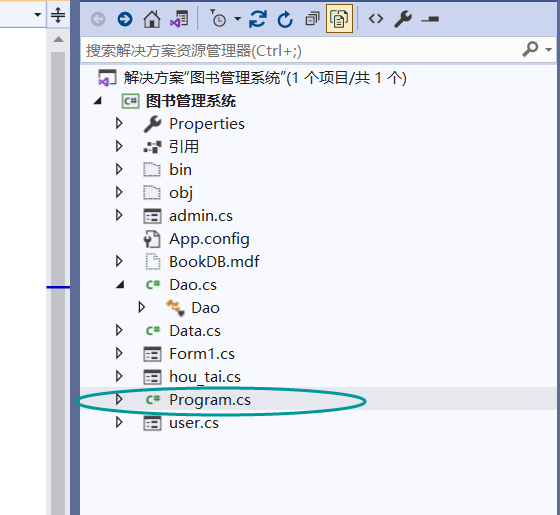 搜索解决方案资源管理器(Ctrl+;)
解决方案"图书管理系统"(1 个项目/共 1 个)
C# 图书管理系统
Properties
引用
bin
obj
admin.cs
App.config
BookDB.mdf
C# Dao.cs
Dao
C# Data.cs
Form1.cs
hou_tai.cs
C# Program.cs
user.cs